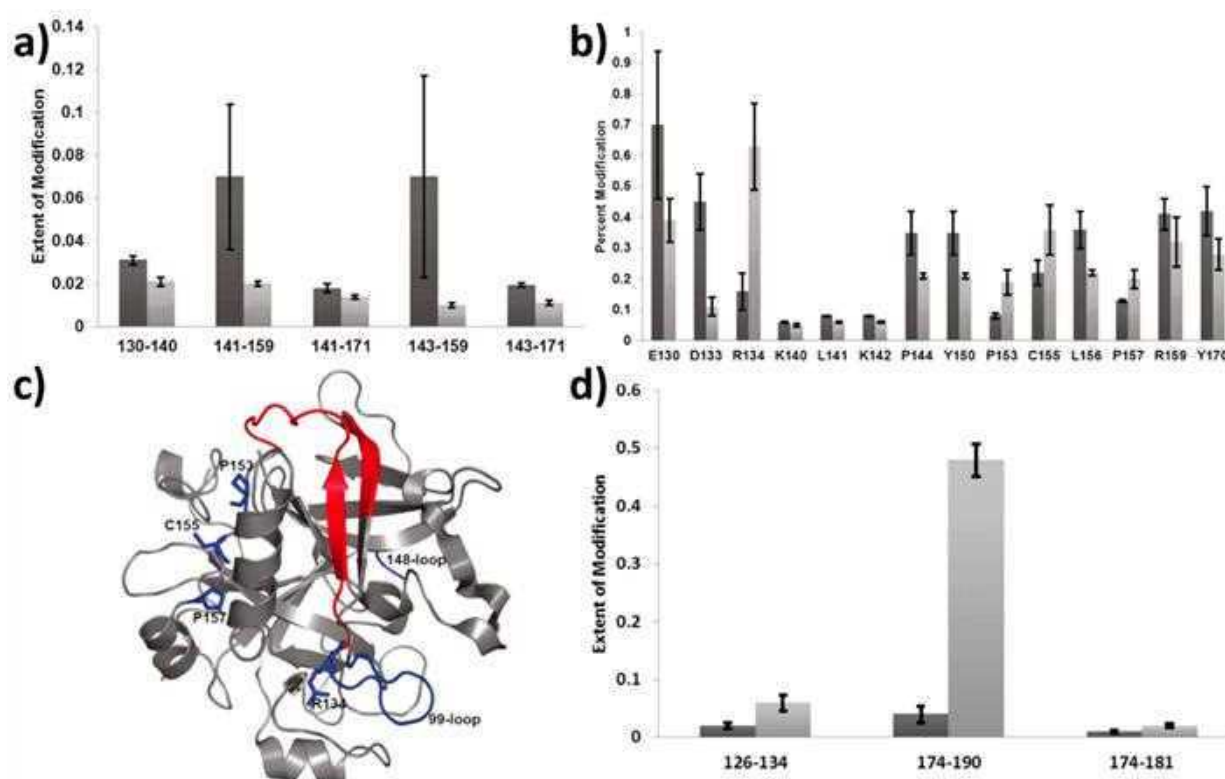 a)
Extent of Modification
0.14
0.12
0.1
0.08
0.06
0.04
0.02
0
130-140
141-159
141-171
143-159
143-171
b)
Percent Modification
1
0.9
0.8
0.7
0.6
0.5
0.4
0.3
0.2
0.1
0
E130
D133
R134
K140
L141
K142
P144
Y150
P153
C155
L156
P157
R159
Y170
c)
P153
C155
P157
148-loop
R134
99-loop
d)
Extent of Modification
0.6
0.5
0.4
0.3
0.2
0.1
0
126-134
174-190
174-181